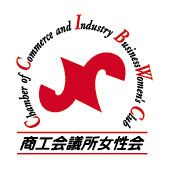 Chamber of Commerce and Industry BusinessWomen's Club
商工会議所女性会